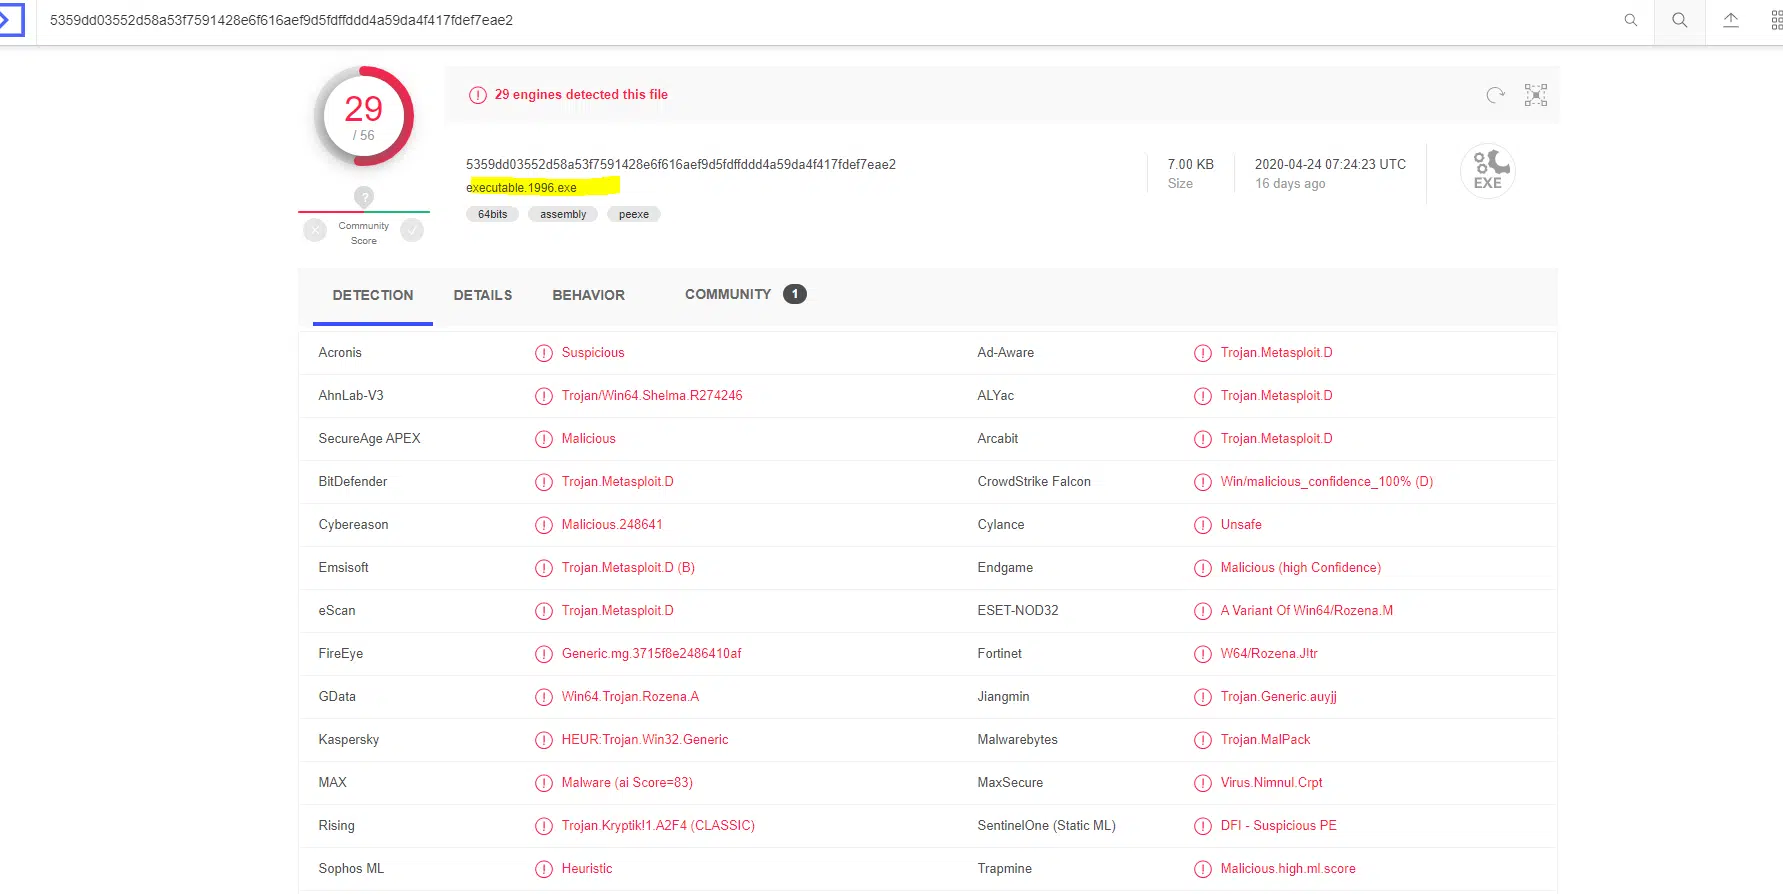 5359dd03552d58a53f7591428e6f616aef9d5fdffddd4a59da4f417fdef7eae2
29
/ 56
29 engines detected this file
5359dd03552d58a53f7591428e6f616aef9d5fdffddd4a59da4f417fdef7eae2
executable.1996.exe
64bits assembly peexe
7.00 KB
Size
2020-04-24 07:24:23 UTC
16 days ago
EXE
?
Community
Score
DETECTION DETAILS BEHAVIOR COMMUNITY 1
Acronis Suspicious Ad-Aware Trojan.Metasploit.D
AhnLab-V3 Trojan/Win64.Shelma.R274246 ALYac Trojan.Metasploit.D
SecureAge APEX Malicious Arcabit Trojan.Metasploit.D
BitDefender Trojan.Metasploit.D CrowdStrike Falcon Win/malicious_confidence_100% (D)
Cybereason Malicious.248641 Cylance Unsafe
Emsisoft Trojan.Metasploit.D (B) Endgame Malicious (high Confidence)
eScan Trojan.Metasploit.D ESET-NOD32 A Variant Of Win64/Rozena.M
FireEye Generic.mg.3715f8e2486410af Fortinet W64/Rozena.J!tr
GData Win64.Trojan.Rozena.A Jiangmin Trojan.Generic.auyjj
Kaspersky HEUR:Trojan.Win32.Generic Malwarebytes Trojan.MalPack
MAX Malware (ai Score=83) MaxSecure Virus.Nimnul.Crpt
Rising Trojan.Kryptik!1.A2F4 (CLASSIC) SentinelOne (Static ML) DFI - Suspicious PE
Sophos ML Heuristic Trapmine Malicious.high.ml.score